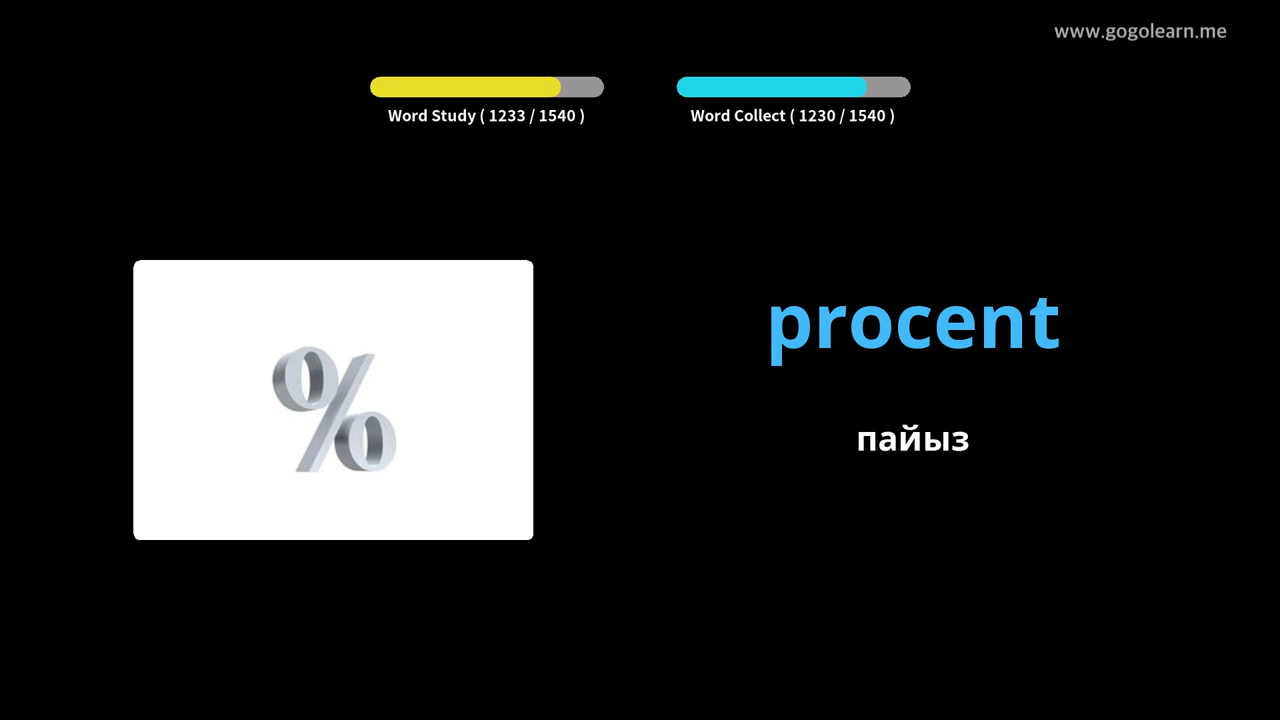 www.gogolearn.me
Word Study ( 1233 / 1540 )
Word Collect ( 1230 / 1540 )
%
procent
пайыз